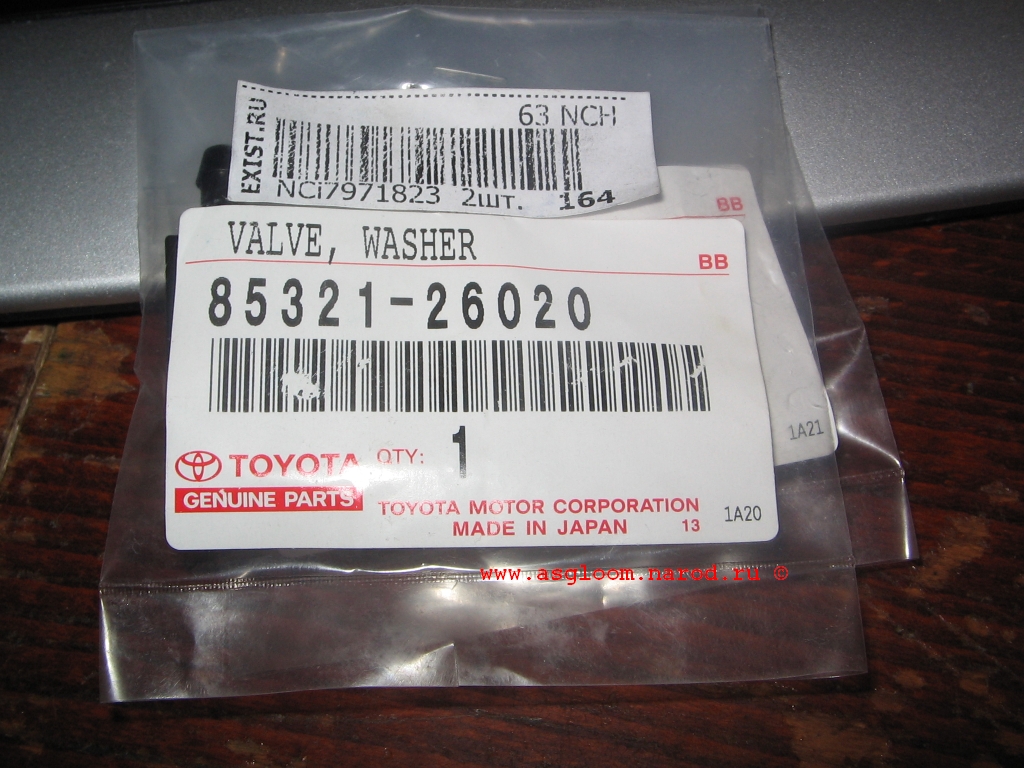 63 NCH
EXIST.RU
NCi7971823 2шт. 164
BB
VALVE, WASHER
BB
85321-26020
1A21
QTY: 1
TOYOTA
GENUINE PARTS
TOYOTA MOTOR CORPORATION
MADE IN JAPAN 13
1A20
www.asgloom.narod.ru ©